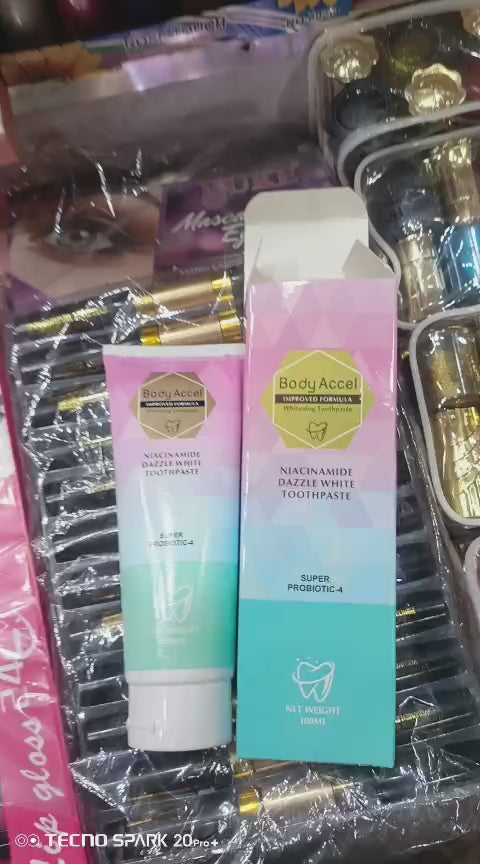 Body Accel
IMPROVED FORMULA
NIACINAMIDE
DAZZLE WHITE
TOOTHPASTE
SUPER
PROBIOTIC-4
Body Accel
IMPROVED FORMULA
Whitening Toothpaste
NIACINAMIDE
DAZZLE WHITE
TOOTHPASTE
SUPER
PROBIOTIC-4
NET WEIGHT
100ML
gloss
TECNO SPARK 20Pro+